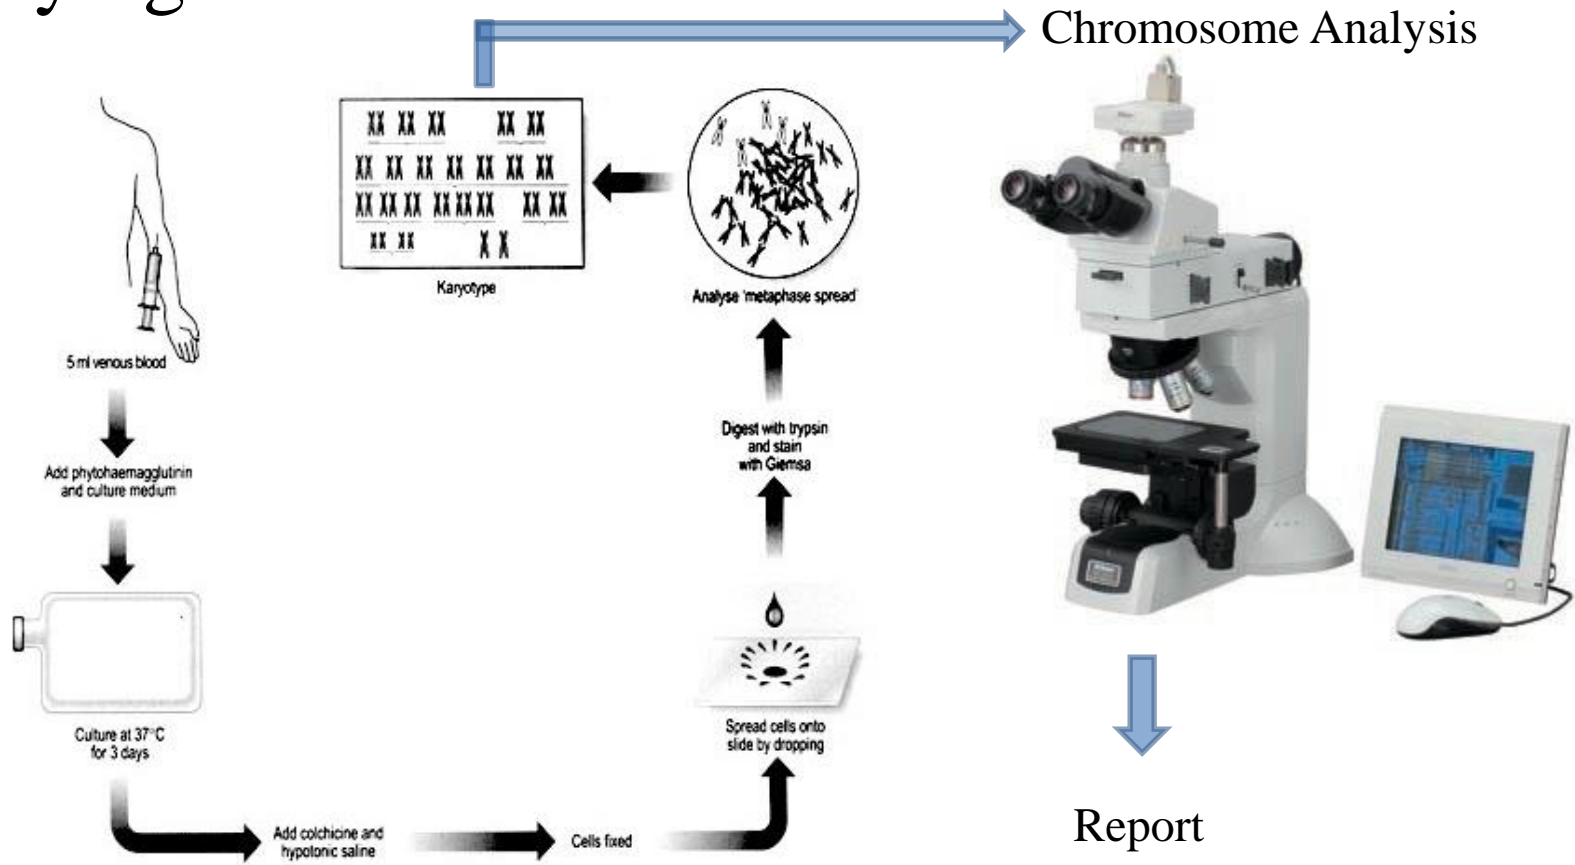 Chromosome Analysis
Karyotype
Analyse 'metaphase spread'
5 ml venous blood
Digest with trypsin
and stain
with Giemsa
Add phytohaemagglutinin
and culture medium
Culture at 37°C
for 3 days
Spread cells onto
slide by dropping
Add colchicine and
hypotonic saline
Cells fixed
Report